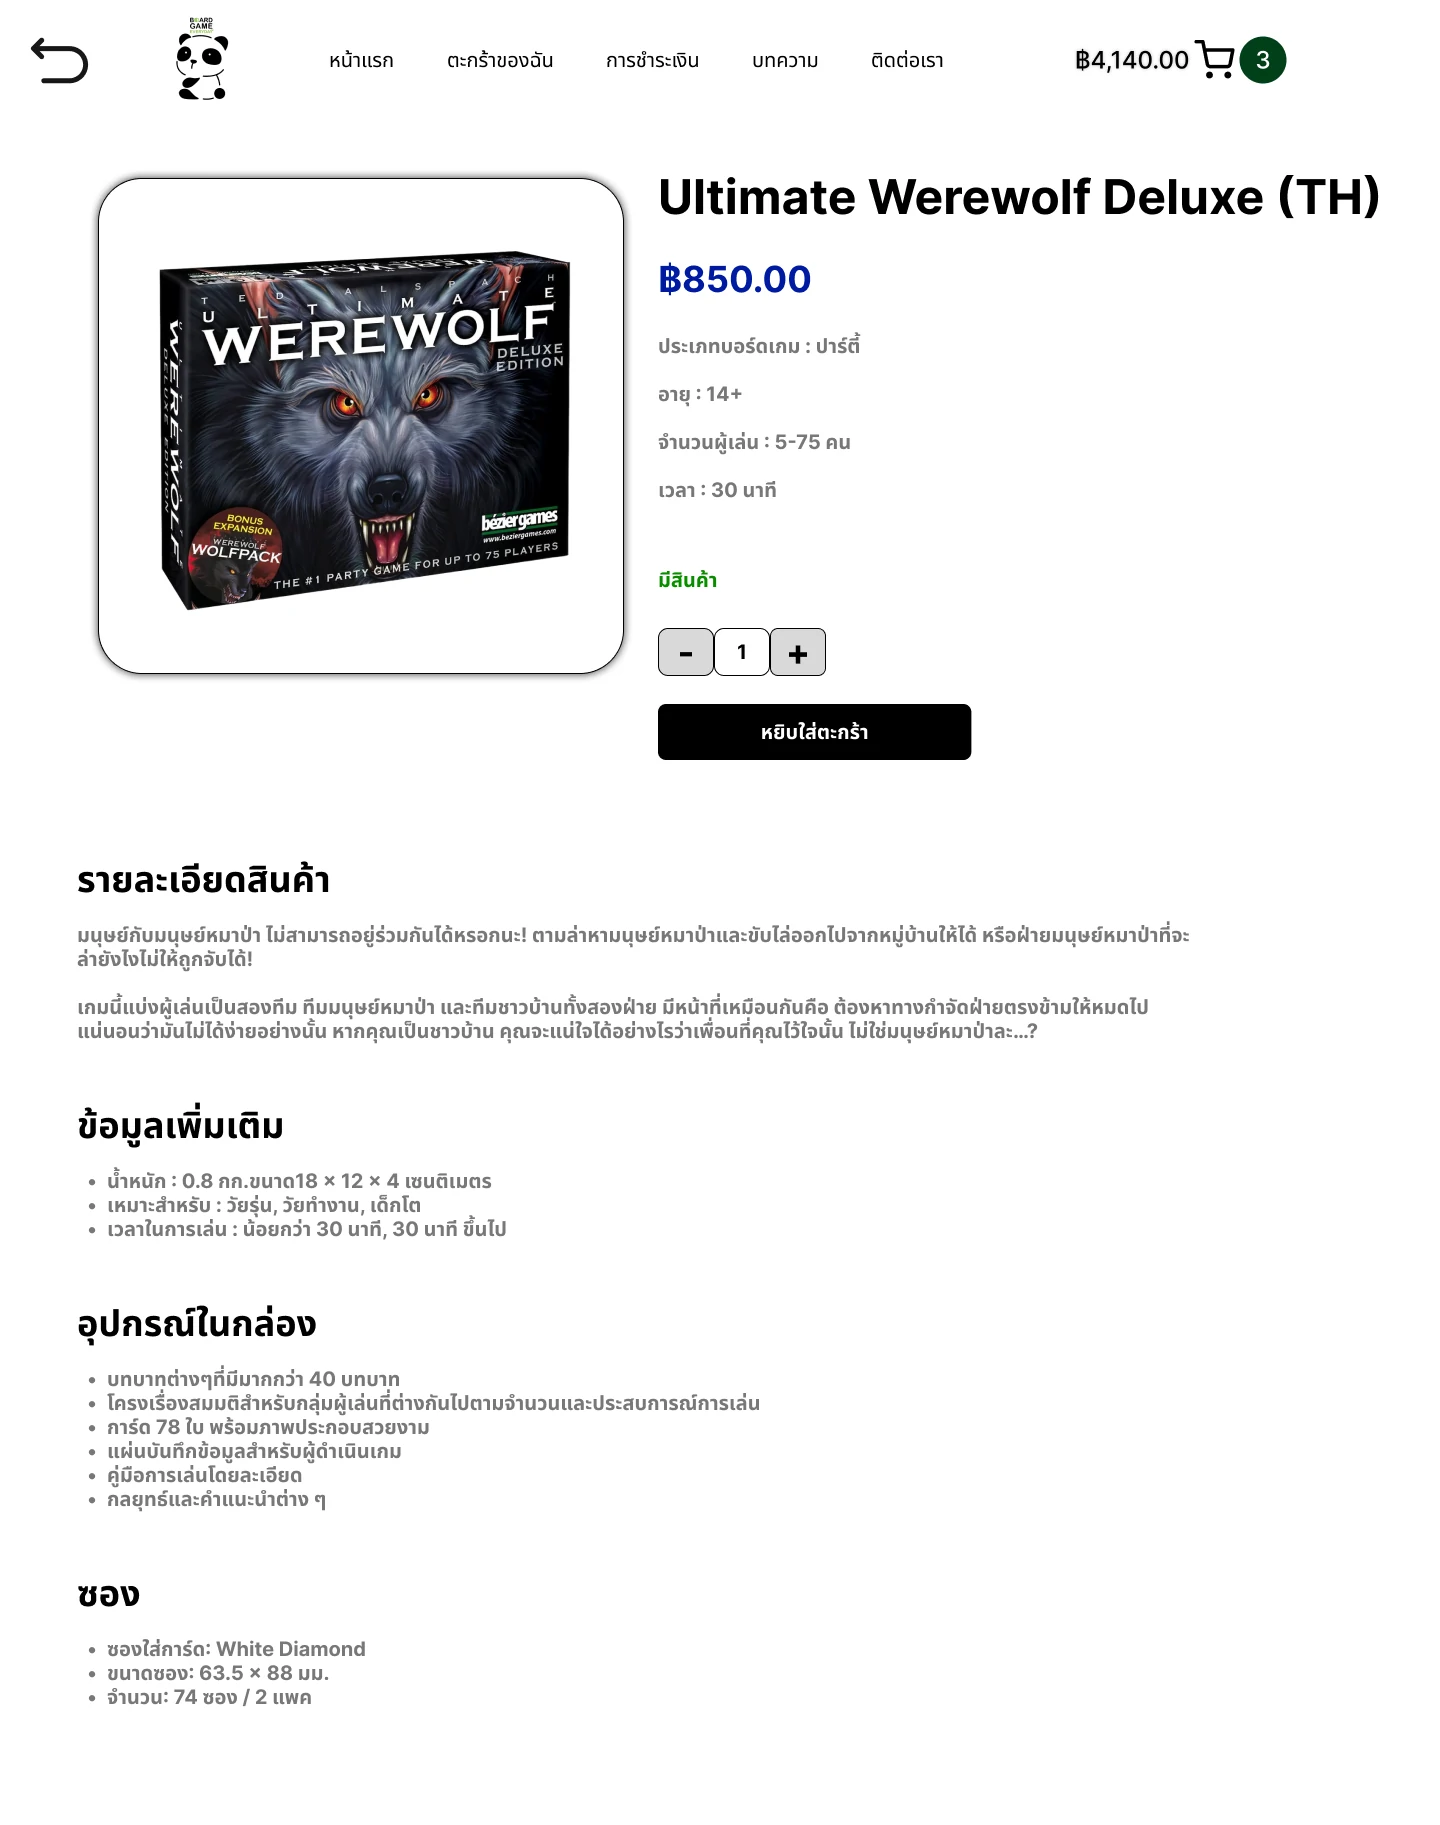 BOARD
GAME
EVERYDAY
หน้าแรก
ตะกร้าของฉัน
การชำระเงิน
บทความ
ติดต่อเรา
฿4,140.00
3
Ultimate Werewolf Deluxe (TH)
฿850.00
ประเภทบอร์ดเกม : ปาร์ตี้
อายุ : 14+
จำนวนผู้เล่น : 5-75 คน
เวลา : 30 นาที
มีสินค้า
- 1 +
หยิบใส่ตะกร้า
TED ALSPACH
ULTIMATE
WEREWOLF
DELUXE
EDITION
WEREWOLF
DELUXE EDITION
BONUS
EXPANSION
WEREWOLF
WOLFPACK
bézier games
www.beziergames.com
THE #1 PARTY GAME FOR UP TO 75 PLAYERS
รายละเอียดสินค้า
มนุษย์กับมนุษย์หมาป่า ไม่สามารถอยู่ร่วมกันได้หรอกนะ! ตามล่าหามนุษย์หมาป่าและขับไล่ออกไปจากหมู่บ้านให้ได้ หรือฝ่ายมนุษย์หมาป่าที่จะ
ล่ายังไงไม่ให้ถูกจับได้!
เกมนี้แบ่งผู้เล่นเป็นสองทีม ทีมมนุษย์หมาป่า และทีมชาวบ้านทั้งสองฝ่าย มีหน้าที่เหมือนกันคือ ต้องหาทางกำจัดฝ่ายตรงข้ามให้หมดไป
แน่นอนว่ามันไม่ได้ง่ายอย่างนั้น หากคุณเป็นชาวบ้าน คุณจะแน่ใจได้อย่างไรว่าเพื่อนที่คุณไว้ใจนั้น ไม่ใช่มนุษย์หมาป่าละ…?
ข้อมูลเพิ่มเติม
• น้ำหนัก : 0.8 กก.ขนาด18 × 12 × 4 เซนติเมตร
• เหมาะสำหรับ : วัยรุ่น, วัยทำงาน, เด็กโต
• เวลาในการเล่น : น้อยกว่า 30 นาที, 30 นาที ขึ้นไป
อุปกรณ์ในกล่อง
• บทบาทต่างๆที่มีมากกว่า 40 บทบาท
• โครงเรื่องสมมติสำหรับกลุ่มผู้เล่นที่ต่างกันไปตามจำนวนและประสบการณ์การเล่น
• การ์ด 78 ใบ พร้อมภาพประกอบสวยงาม
• แผ่นบันทึกข้อมูลสำหรับผู้ดำเนินเกม
• คู่มือการเล่นโดยละเอียด
• กลยุทธ์และคำแนะนำต่าง ๆ
ซอง
• ซองใส่การ์ด: White Diamond
• ขนาดซอง: 63.5 × 88 มม.
• จำนวน: 74 ซอง / 2 แพค